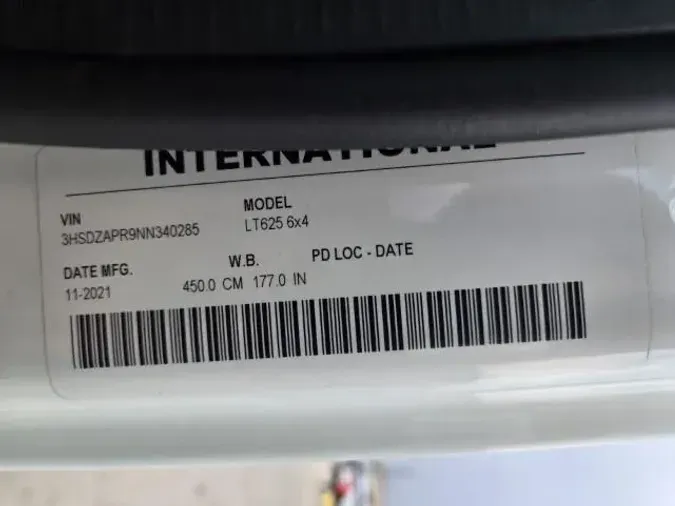 INTERNATIONAL
VIN MODEL
3HSDZAPR9NN340285 LT625 6x4
DATE MFG. W.B. PD LOC - DATE
11-2021 450.0 CM 177.0 IN